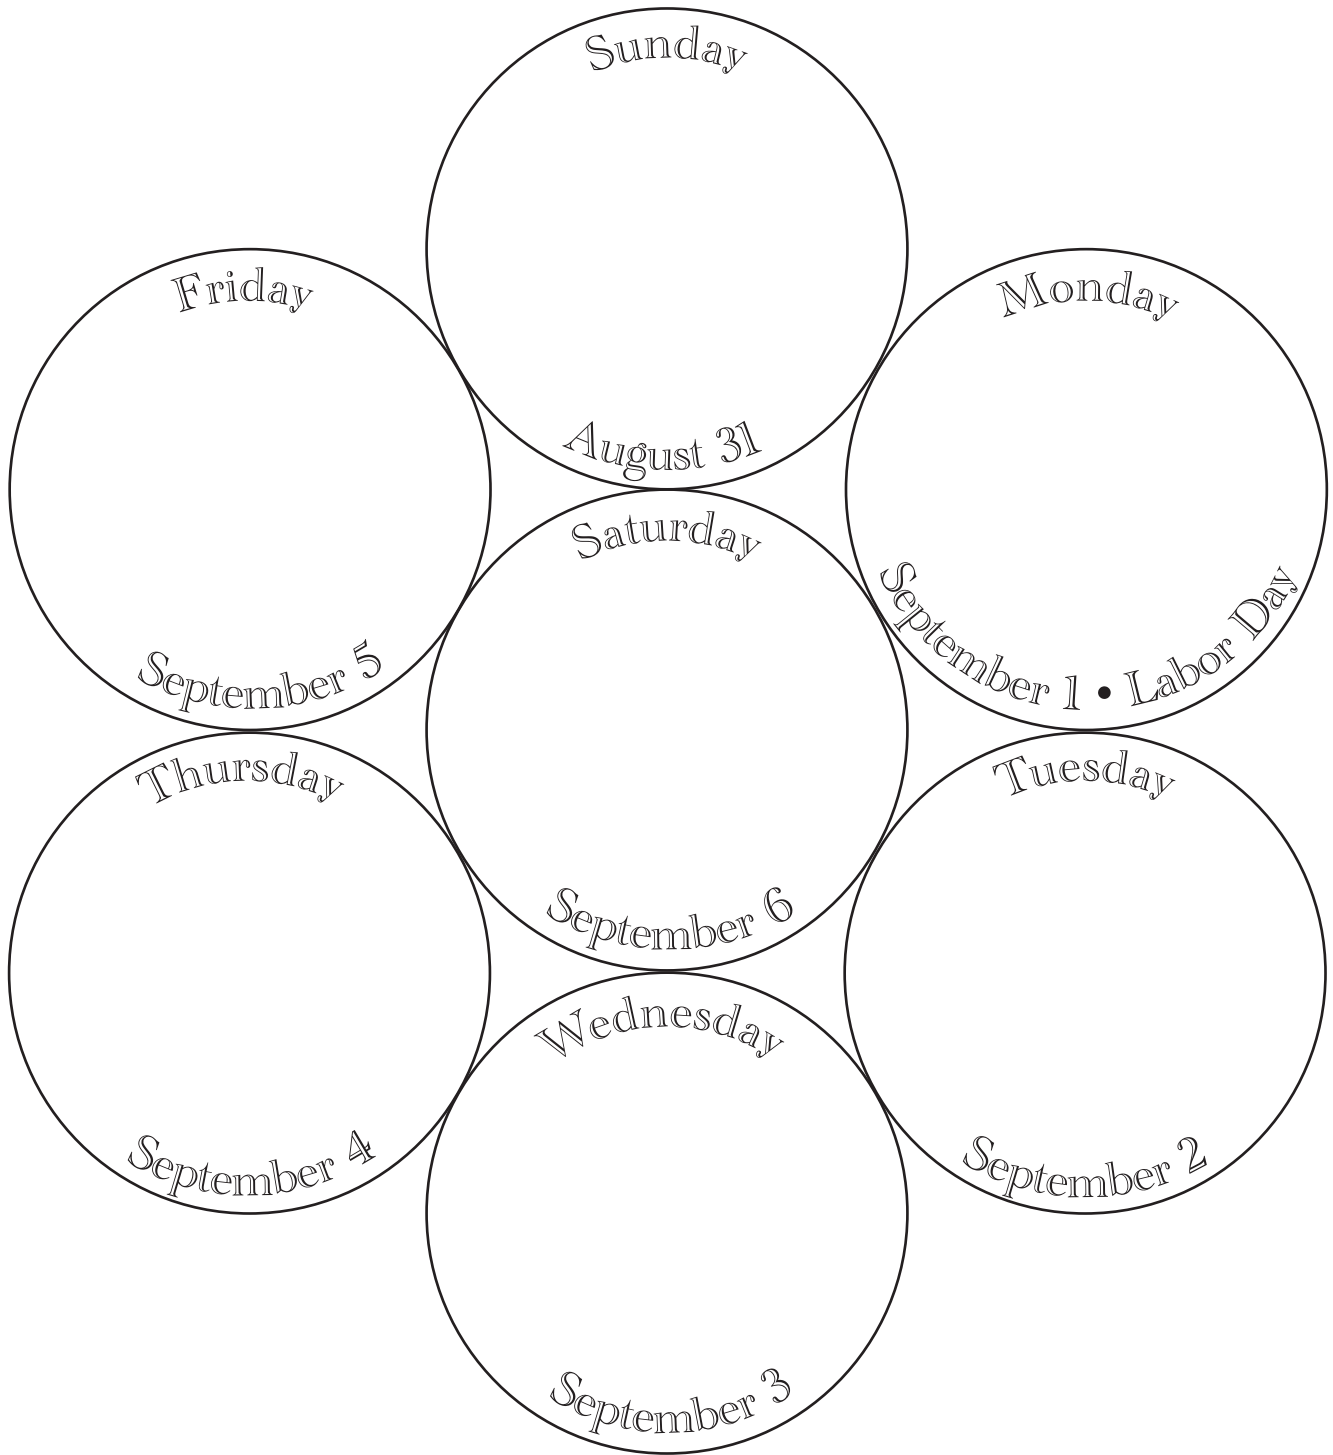 Sunday
August 31
Monday
September 1 • Labor Day
Tuesday
September 2
Wednesday
September 3
Thursday
September 4
Friday
September 5
Saturday
September 6